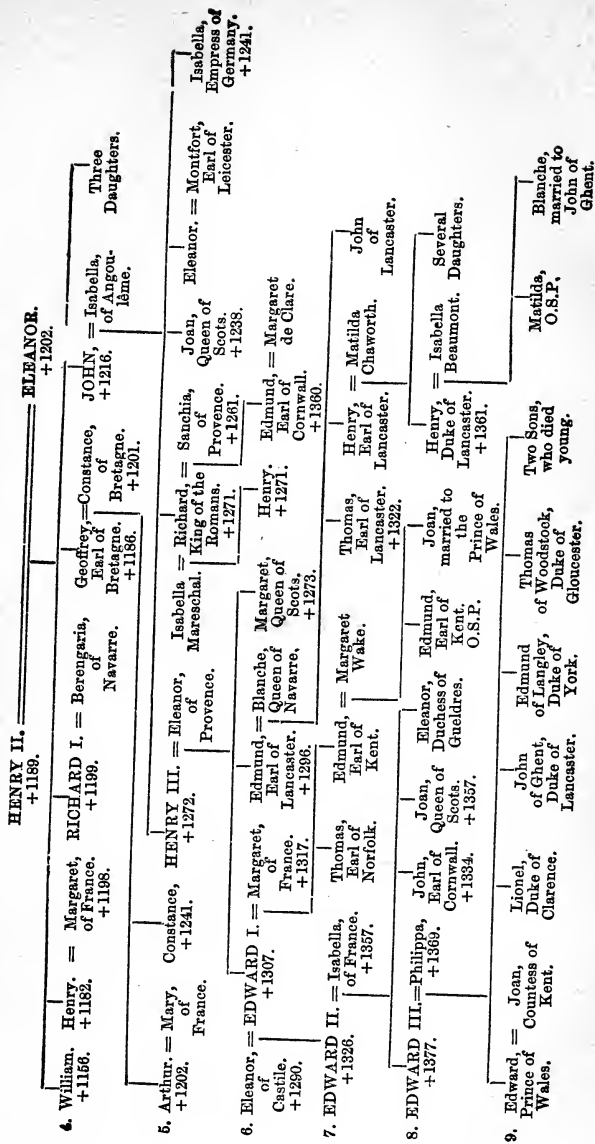 HENRY II. ELEANOR.
+1189. +1202.
4. William. Henry. = Margaret, RICHARD I. = Berengaria Geoffrey,=Constance, JOHN, = Isabella, Three
+1156. +1182. of France. +1199. of Earl of of +1216. of Angou- Daughters.
+1198. Navarre. Bretagne. Bretagne. lême.
+1186. +1201.
5. Arthur. = Mary, Constance, HENRY III. = Eleanor Isabella = Richard, = Sanchia Joan, Eleanor. = Montfort, Isabella,
+1202. of +1241. +1272. of Mareschal. King of the of Queen of Earl of Empress of
France. Provence. Romans. Provence. Scots. Leicester. Germany.
+1271. +1261. +1238. +1241.
6. Eleanor, = EDWARD I. = Margaret, Edmund, = Blanche, Margaret, Henry. Edmund, = Margaret
of +1307. of Earl of Queen of Queen of +1271. Earl of de Clare.
Castile. France. Lancaster. Navarre. Scots. Cornwall.
+1290. +1317. +1296. +1273. +1360.
7. EDWARD II. = Isabella, Thomas, Edmund, = Margaret Thomas, Henry, = Matilda John
+1326. of France. Earl of Earl of Wake. Earl of Earl of Chaworth. of
+1357. Norfolk. Kent. Lancaster. Lancaster. Lancaster.
+1322.
8. EDWARD III.=Philippa, John, Joan, Eleanor, Edmund, Joan, Henry, = Isabella Several
+1377. +1369. Earl of Queen of Duchess of Earl of married to Duke of Beaumont. Daughters.
Cornwall. Scots. Gueldres. Kent. the Lancaster.
+1334. +1357. O.S.P. Prince of +1361.
Wales.
9. Edward, = Joan, Lionel, John Edmund Thomas Two Sons, Matilda, Blanche,
Prince of Countess of Duke of of Ghent, of Langley, of Woodstock, who died O.S.P. married to
Wales. Kent. Clarence. Duke of Duke of Duke of young. John of
Lancaster. York. Gloucester. Ghent.